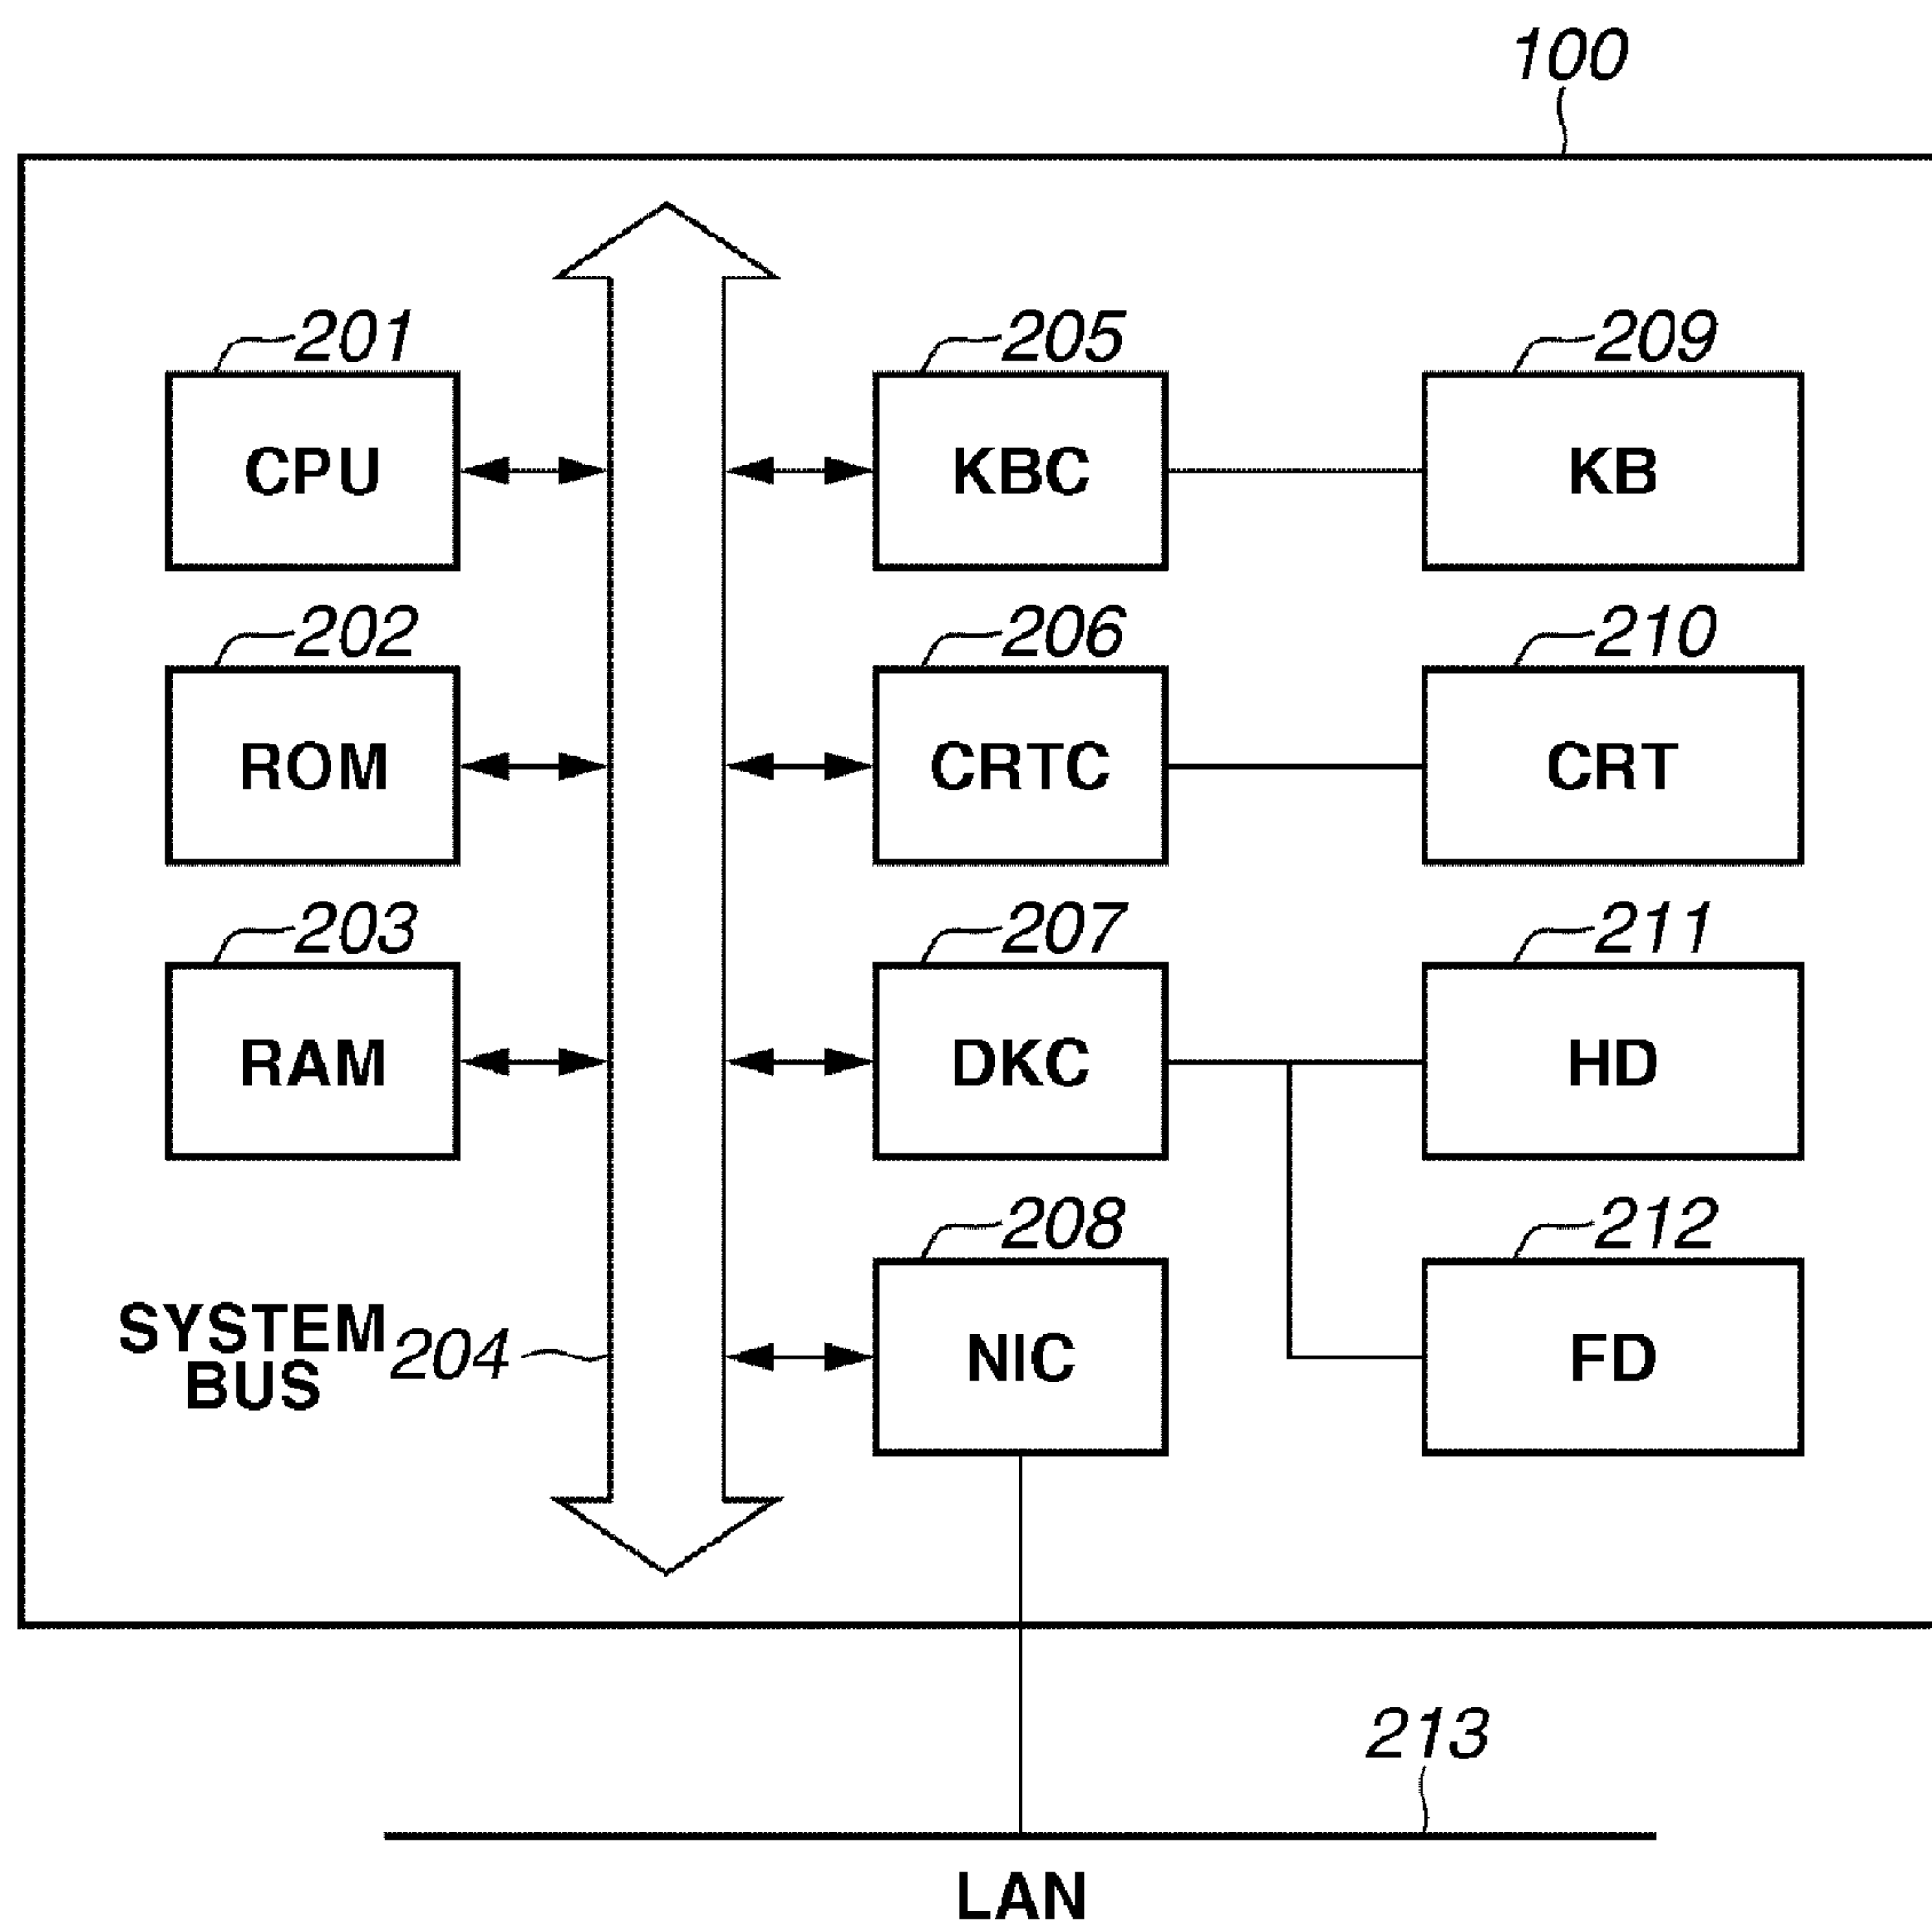 100
201
205
209
CPU
KBC
KB
202
206
210
ROM
CRTC
CRT
203
207
211
RAM
DKC
HD
208
212
SYSTEM
BUS
204
NIC
FD
213
LAN